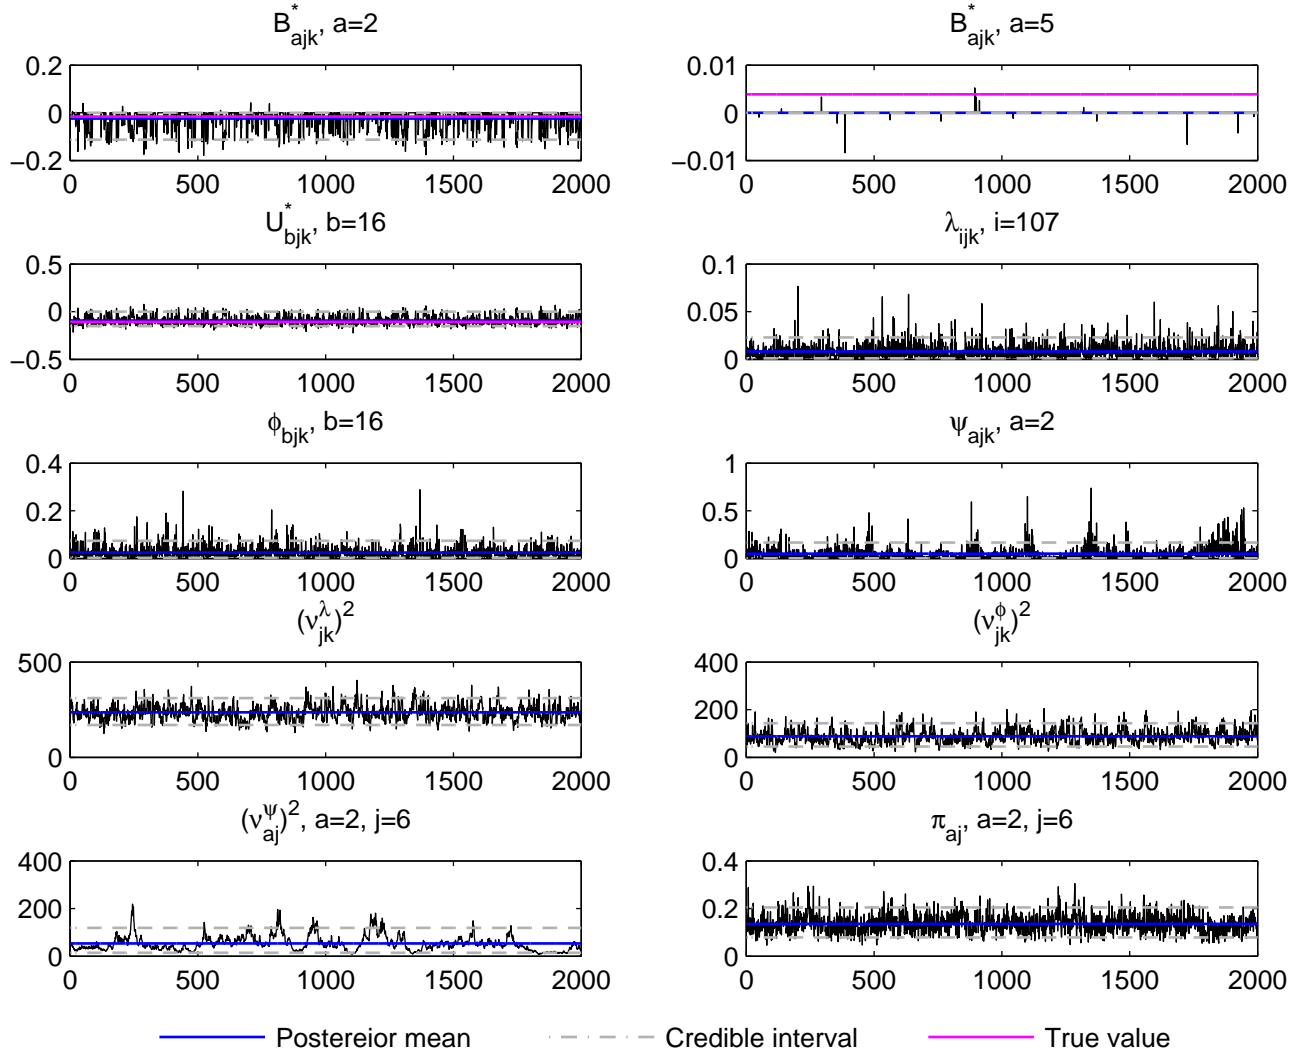 B*ajk, a=2
0.2
0
−0.2
0 500 1000 1500 2000
B*ajk, a=5
0.01
0
−0.01
0 500 1000 1500 2000
U*bjk, b=16
0.5
0
−0.5
0 500 1000 1500 2000
λijk, i=107
0.1
0.05
0
0 500 1000 1500 2000
ϕbjk, b=16
0.4
0.2
0
0 500 1000 1500 2000
ψajk, a=2
1
0.5
0
0 500 1000 1500 2000
(νλjk)2
500
0
0 500 1000 1500 2000
(νϕjk)2
400
200
0
0 500 1000 1500 2000
(νψaj)2, a=2, j=6
400
200
0
0 500 1000 1500 2000
πaj, a=2, j=6
0.4
0.2
0
0 500 1000 1500 2000
Postereior mean Credible interval True value